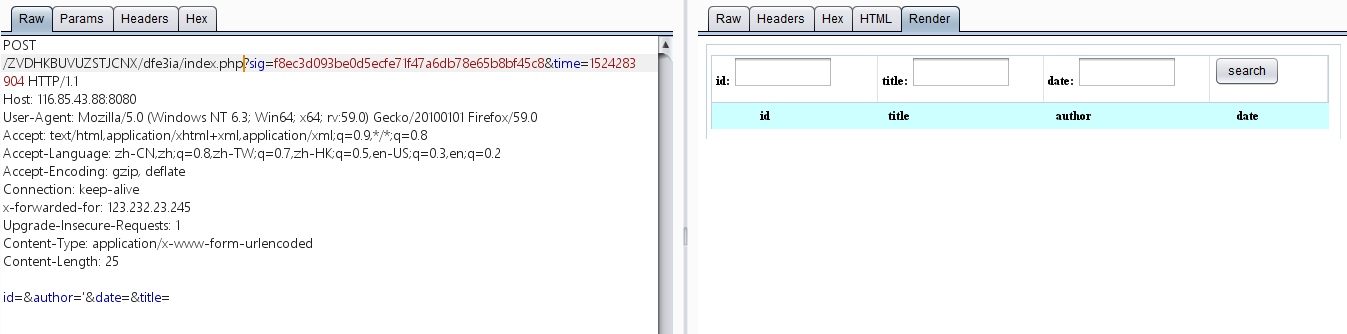 Raw Params Headers Hex
POST
/ZVDHKBUVUZSTJCNX/dfe3ia/index.php?sig=f8ec3d093be0d5ecfe71f47a6db78e65b8bf45c8&time=1524283
904 HTTP/1.1
Host: 116.85.43.88:8080
User-Agent: Mozilla/5.0 (Windows NT 6.3; Win64; x64; rv:59.0) Gecko/20100101 Firefox/59.0
Accept: text/html,application/xhtml+xml,application/xml;q=0.9,*/*;q=0.8
Accept-Language: zh-CN,zh;q=0.8,zh-TW;q=0.7,zh-HK;q=0.5,en-US;q=0.3,en;q=0.2
Accept-Encoding: gzip, deflate
Connection: keep-alive
x-forwarded-for: 123.232.23.245
Upgrade-Insecure-Requests: 1
Content-Type: application/x-www-form-urlencoded
Content-Length: 25
id=&author='&date=&title=
Raw Headers Hex HTML Render
id: title: date: search
id title author date